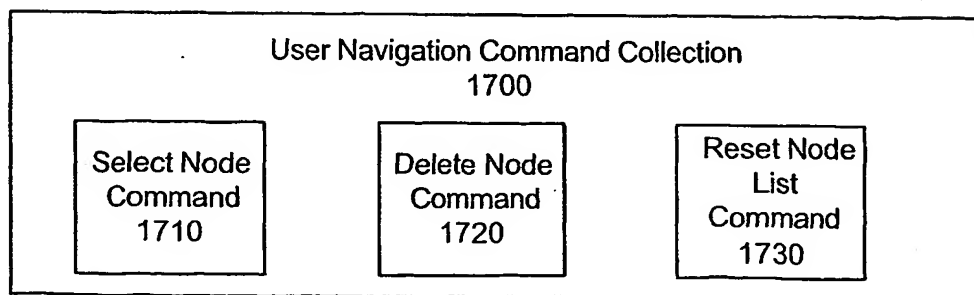 User Navigation Command Collection
1700
Select Node
Command
1710
Delete Node
Command
1720
Reset Node
List
Command
1730